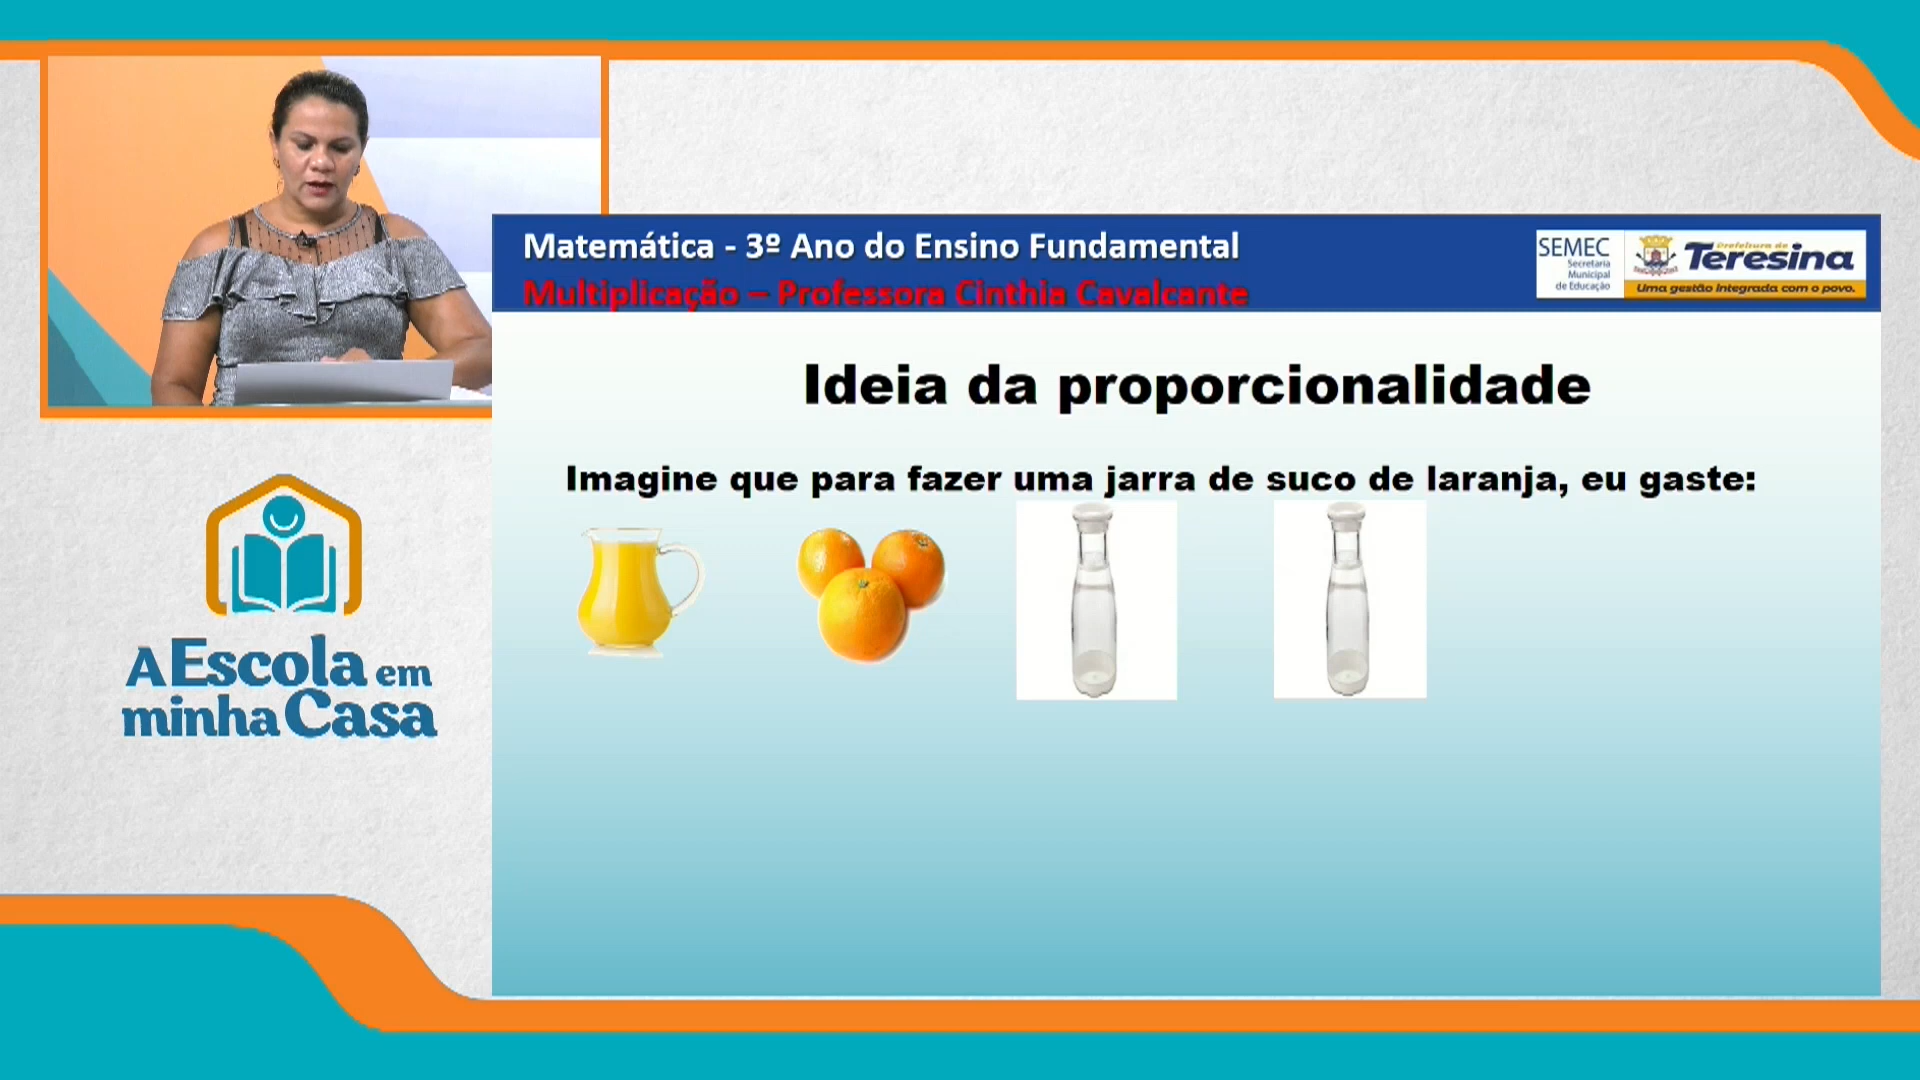 Matemática - 3º Ano do Ensino Fundamental
Multiplicação – Professora Cinthia Cavalcante
SEMEC
Secretaria
Municipal
de Educação
Prefeitura de
Teresina
Uma gestão integrada com o povo.
Ideia da proporcionalidade
Imagine que para fazer uma jarra de suco de laranja, eu gaste:
A Escola em
minha Casa